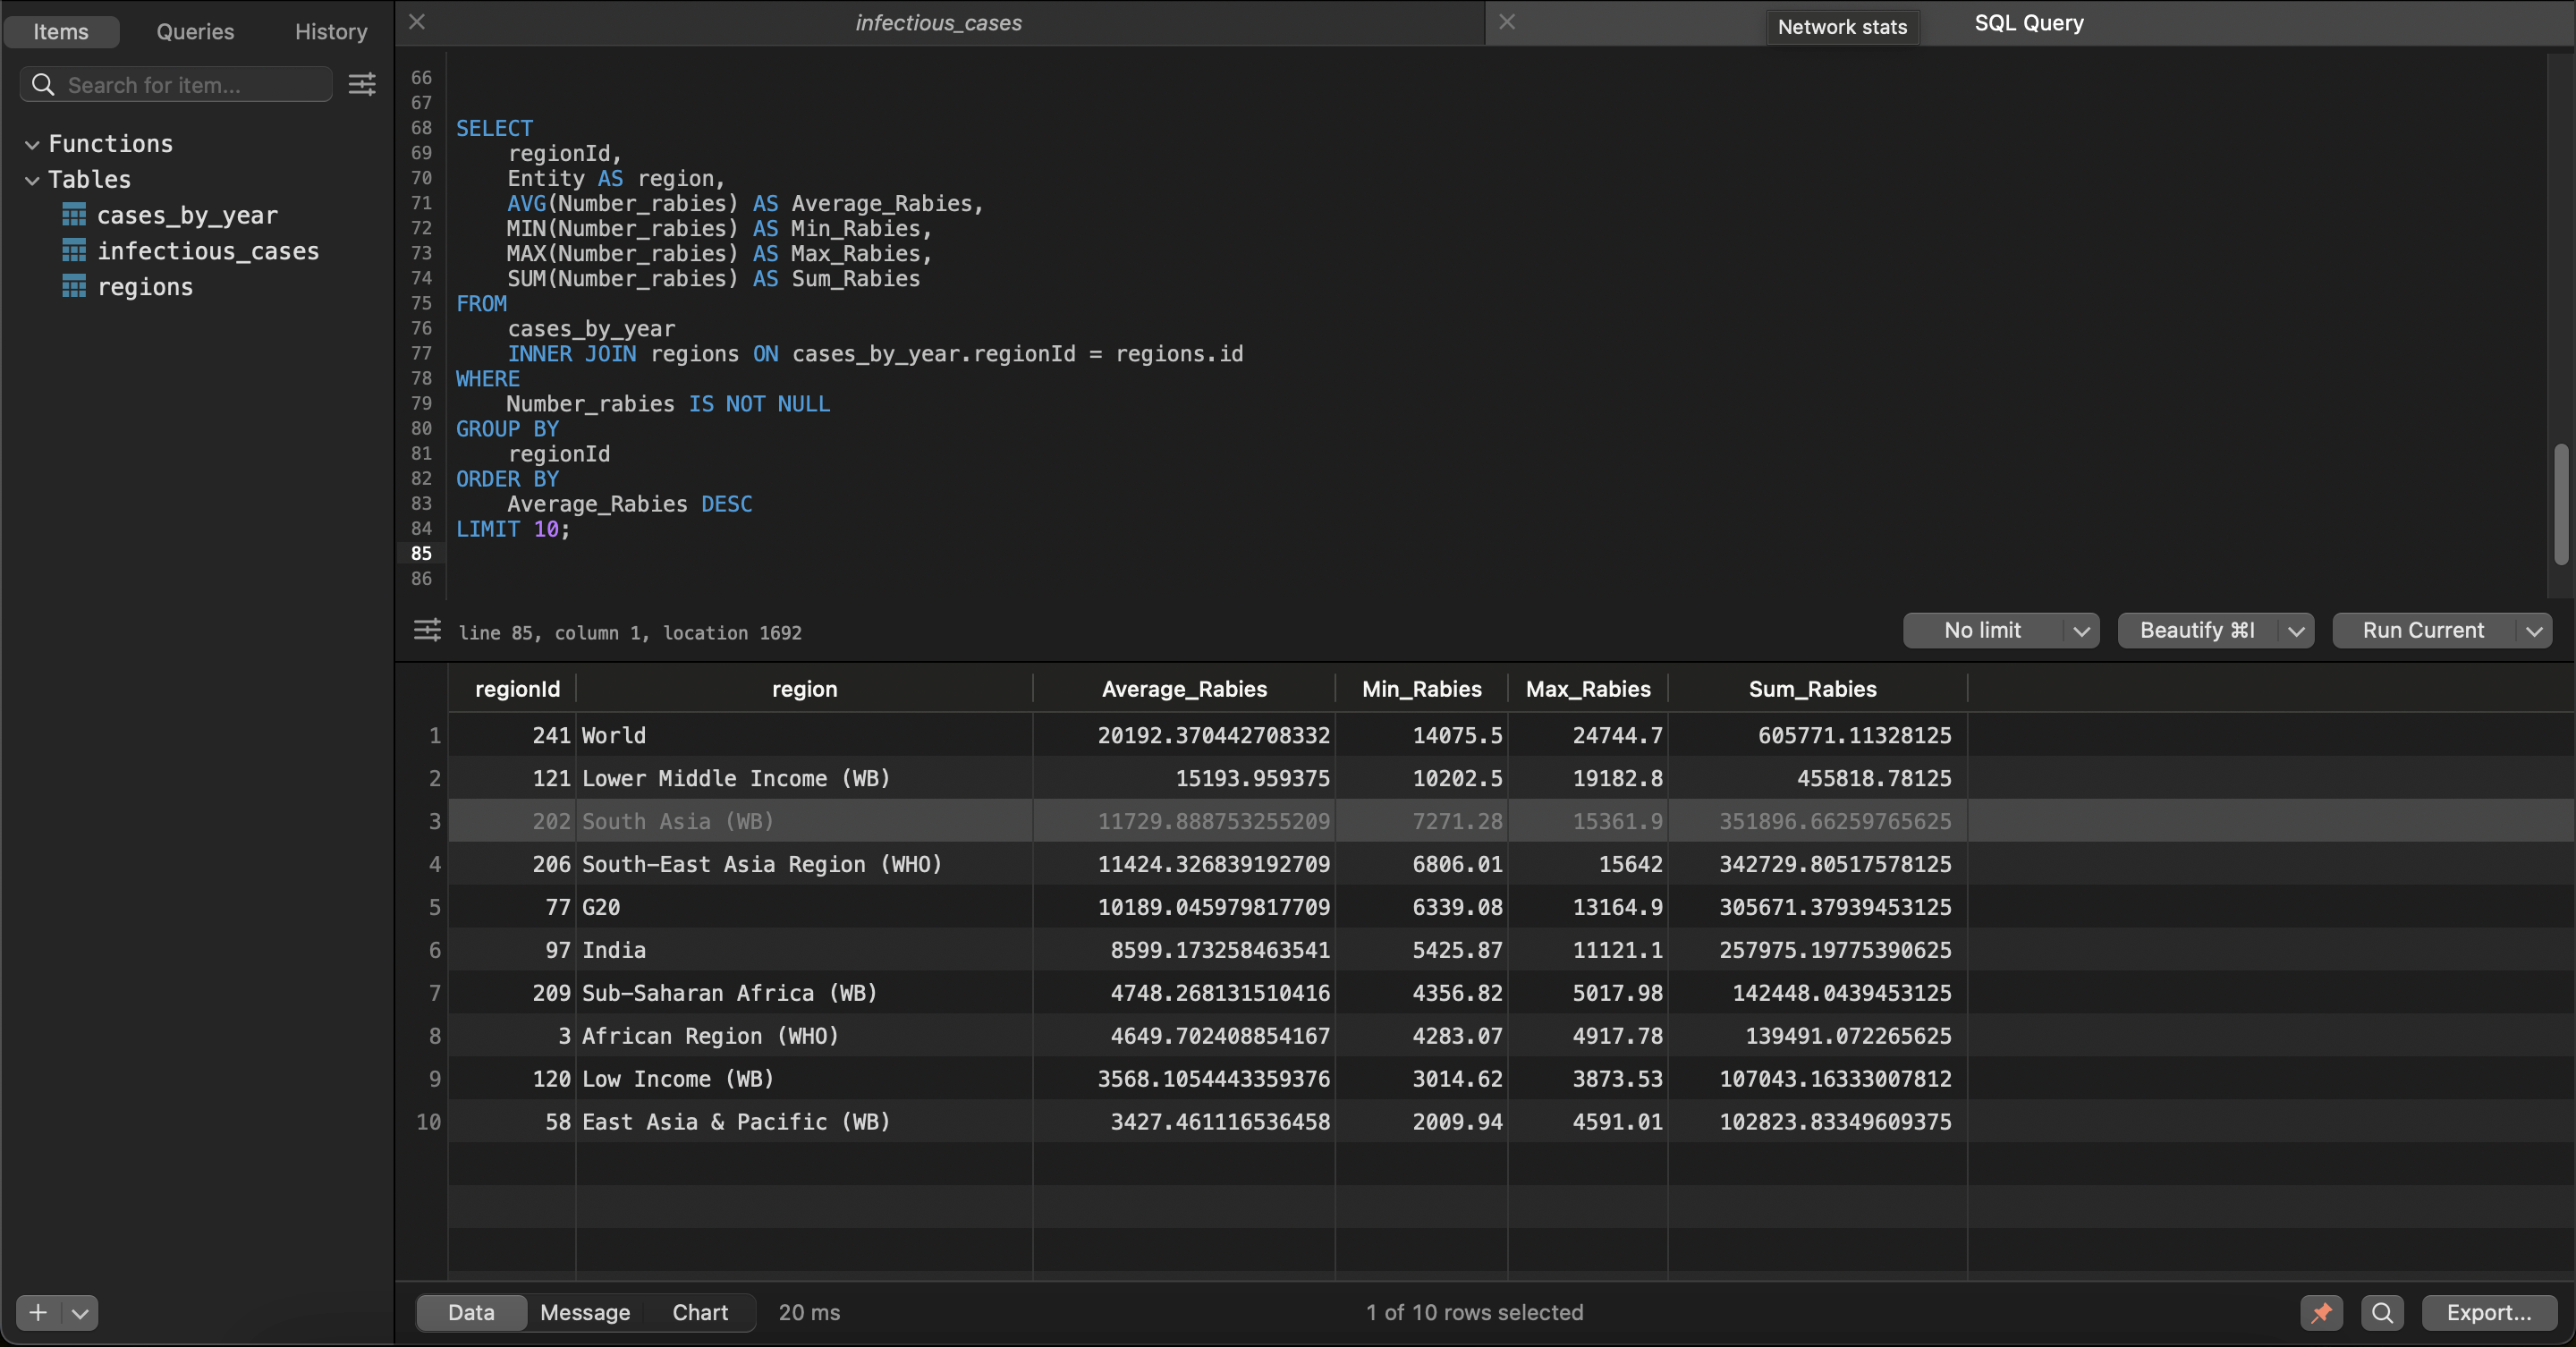 Items Queries History
infectious_cases
Network stats
SQL Query
Search for item...
Functions
Tables
cases_by_year
infectious_cases
regions
66
67
68 SELECT
69 regionId,
70 Entity AS region,
71 AVG(Number_rabies) AS Average_Rabies,
72 MIN(Number_rabies) AS Min_Rabies,
73 MAX(Number_rabies) AS Max_Rabies,
74 SUM(Number_rabies) AS Sum_Rabies
75 FROM
76 cases_by_year
77 INNER JOIN regions ON cases_by_year.regionId = regions.id
78 WHERE
79 Number_rabies IS NOT NULL
80 GROUP BY
81 regionId
82 ORDER BY
83 Average_Rabies DESC
84 LIMIT 10;
85
86
line 85, column 1, location 1692
No limit
Beautify ⌘I
Run Current
regionId region Average_Rabies Min_Rabies Max_Rabies Sum_Rabies
1 241 World 20192.370442708332 14075.5 24744.7 605771.11328125
2 121 Lower Middle Income (WB) 15193.959375 10202.5 19182.8 455818.78125
3 202 South Asia (WB) 11729.888753255209 7271.28 15361.9 351896.66259765625
4 206 South-East Asia Region (WHO) 11424.326839192709 6806.01 15642 342729.80517578125
5 77 G20 10189.045979817709 6339.08 13164.9 305671.37939453125
6 97 India 8599.173258463541 5425.87 11121.1 257975.19775390625
7 209 Sub-Saharan Africa (WB) 4748.268131510416 4356.82 5017.98 142448.0439453125
8 3 African Region (WHO) 4649.702408854167 4283.07 4917.78 139491.072265625
9 120 Low Income (WB) 3568.1054443359376 3014.62 3873.53 107043.16333007812
10 58 East Asia & Pacific (WB) 3427.461116536458 2009.94 4591.01 102823.83349609375
Data Message Chart 20 ms
1 of 10 rows selected
Export...